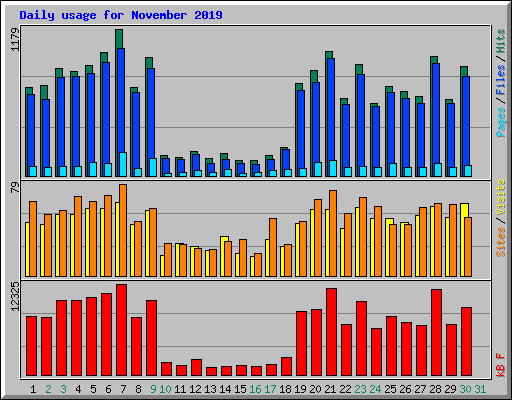 Daily usage for November 2019
1179
Pages / Files / Hits
79
Sites / Visits
12325
kB F
1 2 3 4 5 6 7 8 9 10 11 12 13 14 15 16 17 18 19 20 21 22 23 24 25 26 27 28 29 30 31